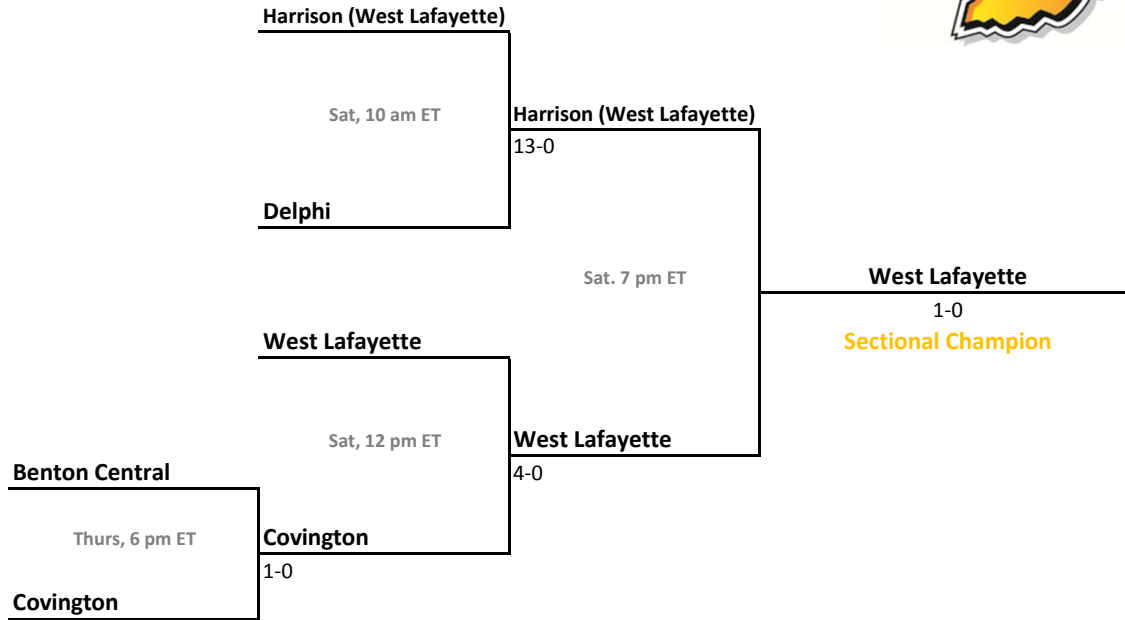 Harrison (West Lafayette)
Sat, 10 am ET
Harrison (West Lafayette)
13-0
Delphi
Sat. 7 pm ET
West Lafayette
1-0
Sectional Champion
West Lafayette
Sat, 12 pm ET
West Lafayette
4-0
Benton Central
Thurs, 6 pm ET
Covington
1-0
Covington